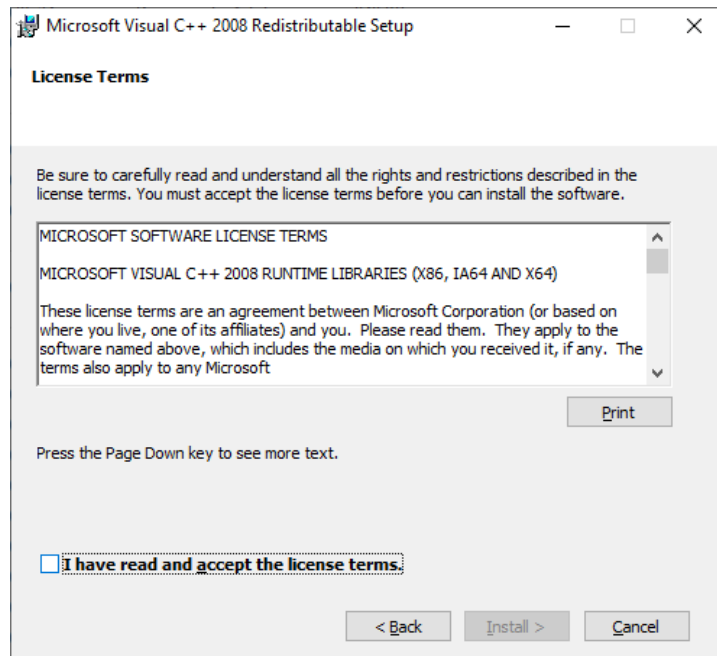 Microsoft Visual C++ 2008 Redistributable Setup
License Terms
Be sure to carefully read and understand all the rights and restrictions described in the
license terms. You must accept the license terms before you can install the software.
MICROSOFT SOFTWARE LICENSE TERMS
MICROSOFT VISUAL C++ 2008 RUNTIME LIBRARIES (X86, IA64 AND X64)
These license terms are an agreement between Microsoft Corporation (or based on
where you live, one of its affiliates) and you.  Please read them.  They apply to the
software named above, which includes the media on which you received it, if any.  The
terms also apply to any Microsoft
Print
Press the Page Down key to see more text.
I have read and accept the license terms.
< Back
Install >
Cancel